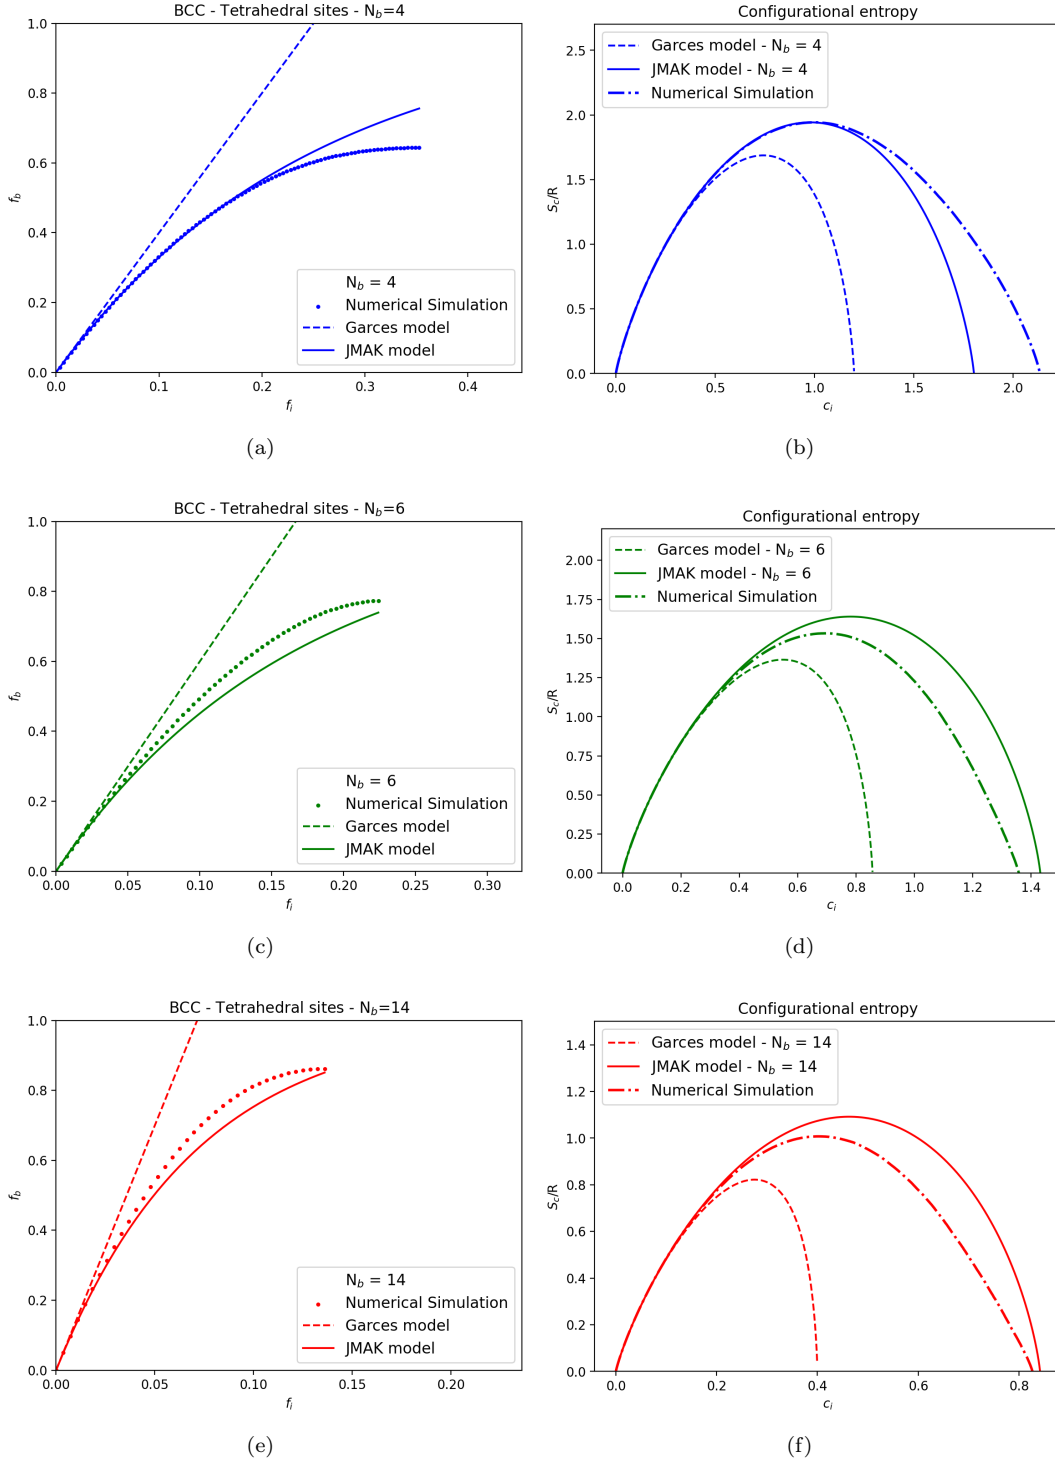 BCC - Tetrahedral sites - N_b=4
1.0
0.8
0.6
0.4
0.2
0.0
f_b
N_b = 4
Numerical Simulation
Garces model
JMAK model
0.0 0.1 0.2 0.3 0.4
f_i
(a)
Configurational entropy
Garces model - N_b = 4
JMAK model - N_b = 4
Numerical Simulation
2.5
2.0
1.5
1.0
0.5
0.0
S_c/R
0.0 0.5 1.0 1.5 2.0
c_i
(b)
BCC - Tetrahedral sites - N_b=6
1.0
0.8
0.6
0.4
0.2
0.0
f_b
N_b = 6
Numerical Simulation
Garces model
JMAK model
0.00 0.05 0.10 0.15 0.20 0.25 0.30
f_i
(c)
Configurational entropy
Garces model - N_b = 6
JMAK model - N_b = 6
Numerical Simulation
2.00
1.75
1.50
1.25
1.00
0.75
0.50
0.25
0.00
S_c/R
0.0 0.2 0.4 0.6 0.8 1.0 1.2 1.4
c_i
(d)
BCC - Tetrahedral sites - N_b=14
1.0
0.8
0.6
0.4
0.2
0.0
f_b
N_b = 14
Numerical Simulation
Garces model
JMAK model
0.00 0.05 0.10 0.15 0.20
f_i
(e)
Configurational entropy
Garces model - N_b = 14
JMAK model - N_b = 14
Numerical Simulation
1.4
1.2
1.0
0.8
0.6
0.4
0.2
0.0
S_c/R
0.0 0.2 0.4 0.6 0.8
c_i
(f)